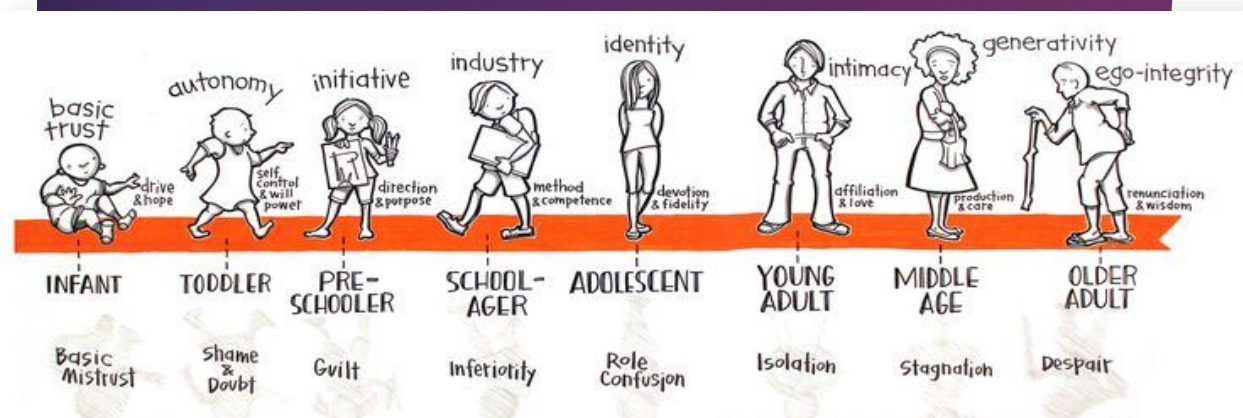 basic
trust
drive
& hope
INFANT
Basic
Mistrust
autonomy
self
control
& will
power
TODDLER
Shame
&
Doubt
initiative
direction
& purpose
PRE-
SCHOOLER
Guilt
industry
method
& competence
SCHOOL-
AGER
Inferiority
identity
devotion
& fidelity
ADOLESCENT
Role
Confusion
intimacy
affiliation
& love
YOUNG
ADULT
Isolation
generativity
production
& care
MIDDLE
AGE
Stagnation
ego-integrity
renunciation
& wisdom
OLDER
ADULT
Despair